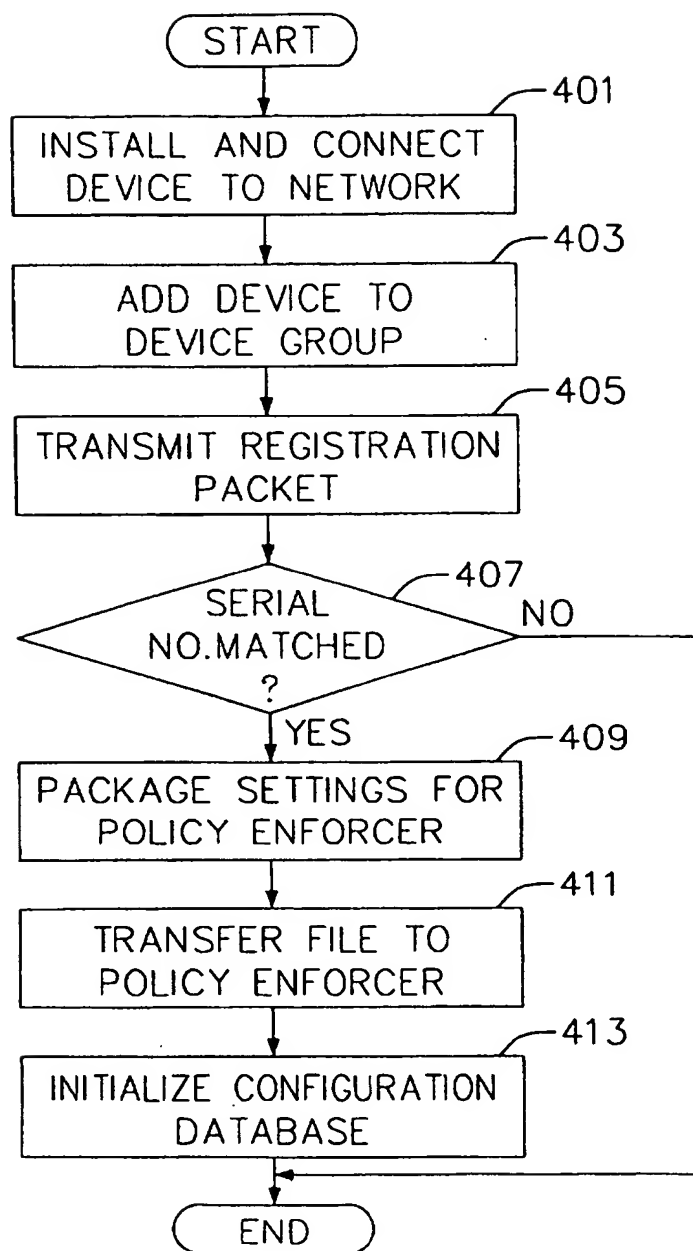 START
401
INSTALL AND CONNECT
DEVICE TO NETWORK
403
ADD DEVICE TO
DEVICE GROUP
405
TRANSMIT REGISTRATION
PACKET
407
SERIAL
NO.MATCHED
?
NO
YES
409
PACKAGE SETTINGS FOR
POLICY ENFORCER
411
TRANSFER FILE TO
POLICY ENFORCER
413
INITIALIZE CONFIGURATION
DATABASE
END